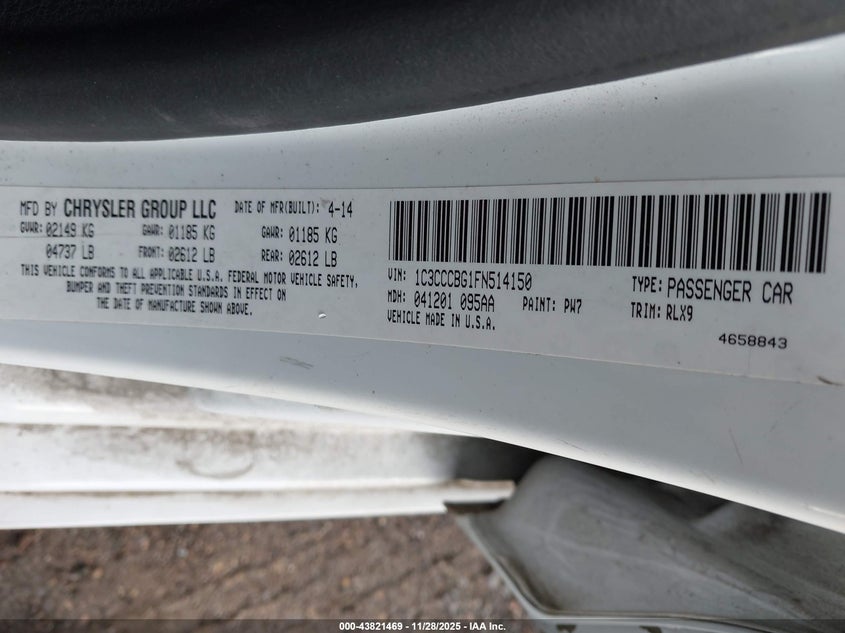 MFD BY CHRYSLER GROUP LLC DATE OF MFR(BUILT): 4-14
GVWR: 02149 KG GAWR: 01185 KG GAWR: 01185 KG
04737 LB FRONT: 02612 LB REAR: 02612 LB
THIS VEHICLE CONFORMS TO ALL APPLICABLE U.S.A. FEDERAL MOTOR VEHICLE SAFETY,
BUMPER AND THEFT PREVENTION STANDARDS IN EFFECT ON
THE DATE OF MANUFACTURE SHOWN ABOVE.
VIN: 1C3CCCBG1FN514150 TYPE: PASSENGER CAR
MDH: 041201 095AA PAINT: PW7 TRIM: RLX9
VEHICLE MADE IN U.S.A.
4658843
000-43821469 - 11/28/2025 - IAA Inc.